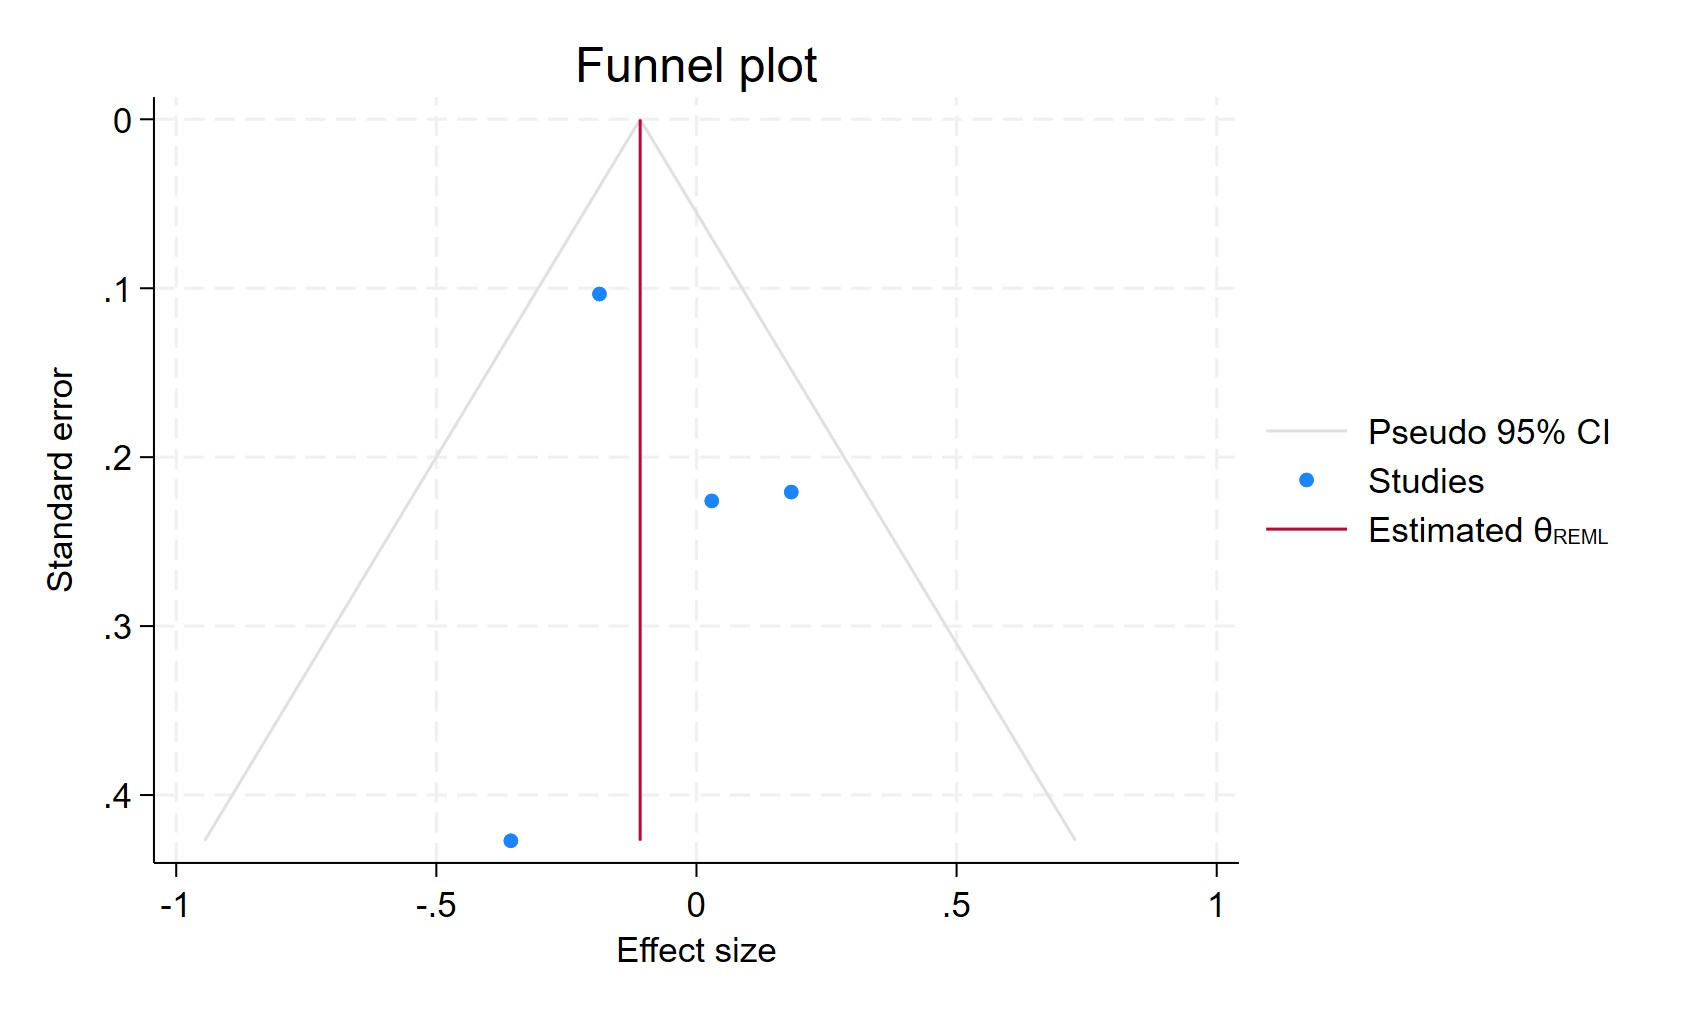 Funnel plot
0
.1
.2
.3
.4
Standard error
-1 -.5 0 .5 1
Effect size
Pseudo 95% CI
Studies
Estimated θREML